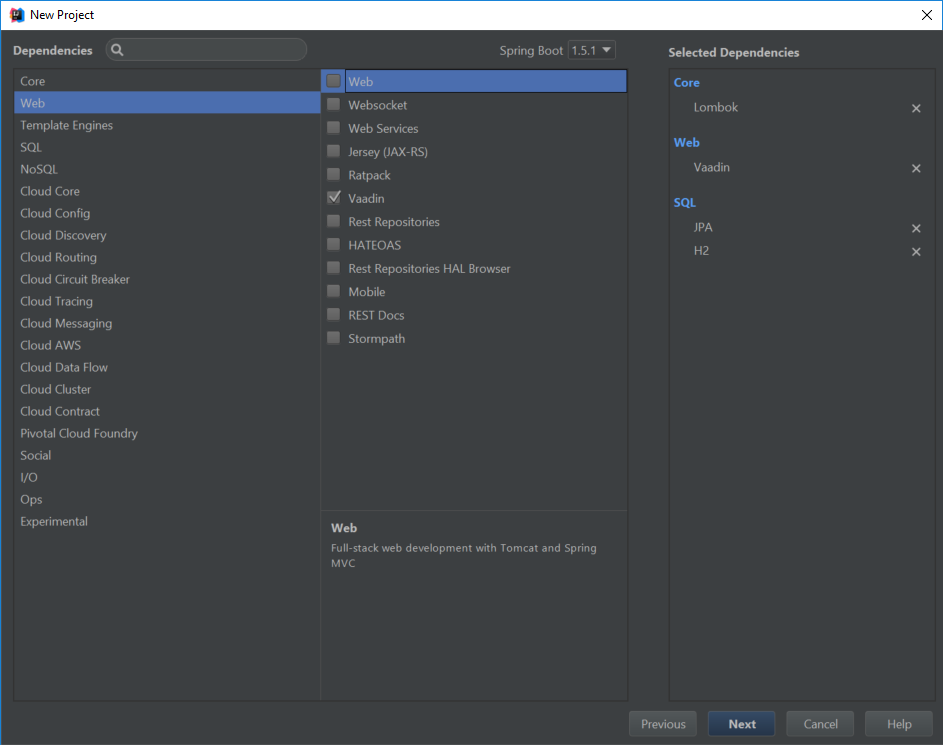 New Project
Dependencies
Spring Boot 1.5.1
Selected Dependencies
Core
Web
Template Engines
SQL
NoSQL
Cloud Core
Cloud Config
Cloud Discovery
Cloud Routing
Cloud Circuit Breaker
Cloud Tracing
Cloud Messaging
Cloud AWS
Cloud Data Flow
Cloud Cluster
Cloud Contract
Pivotal Cloud Foundry
Social
I/O
Ops
Experimental
Web
Websocket
Web Services
Jersey (JAX-RS)
Ratpack
Vaadin
Rest Repositories
HATEOAS
Rest Repositories HAL Browser
Mobile
REST Docs
Stormpath
Web
Full-stack web development with Tomcat and Spring
MVC
Core
Lombok
Web
Vaadin
SQL
JPA
H2
Previous
Next
Cancel
Help